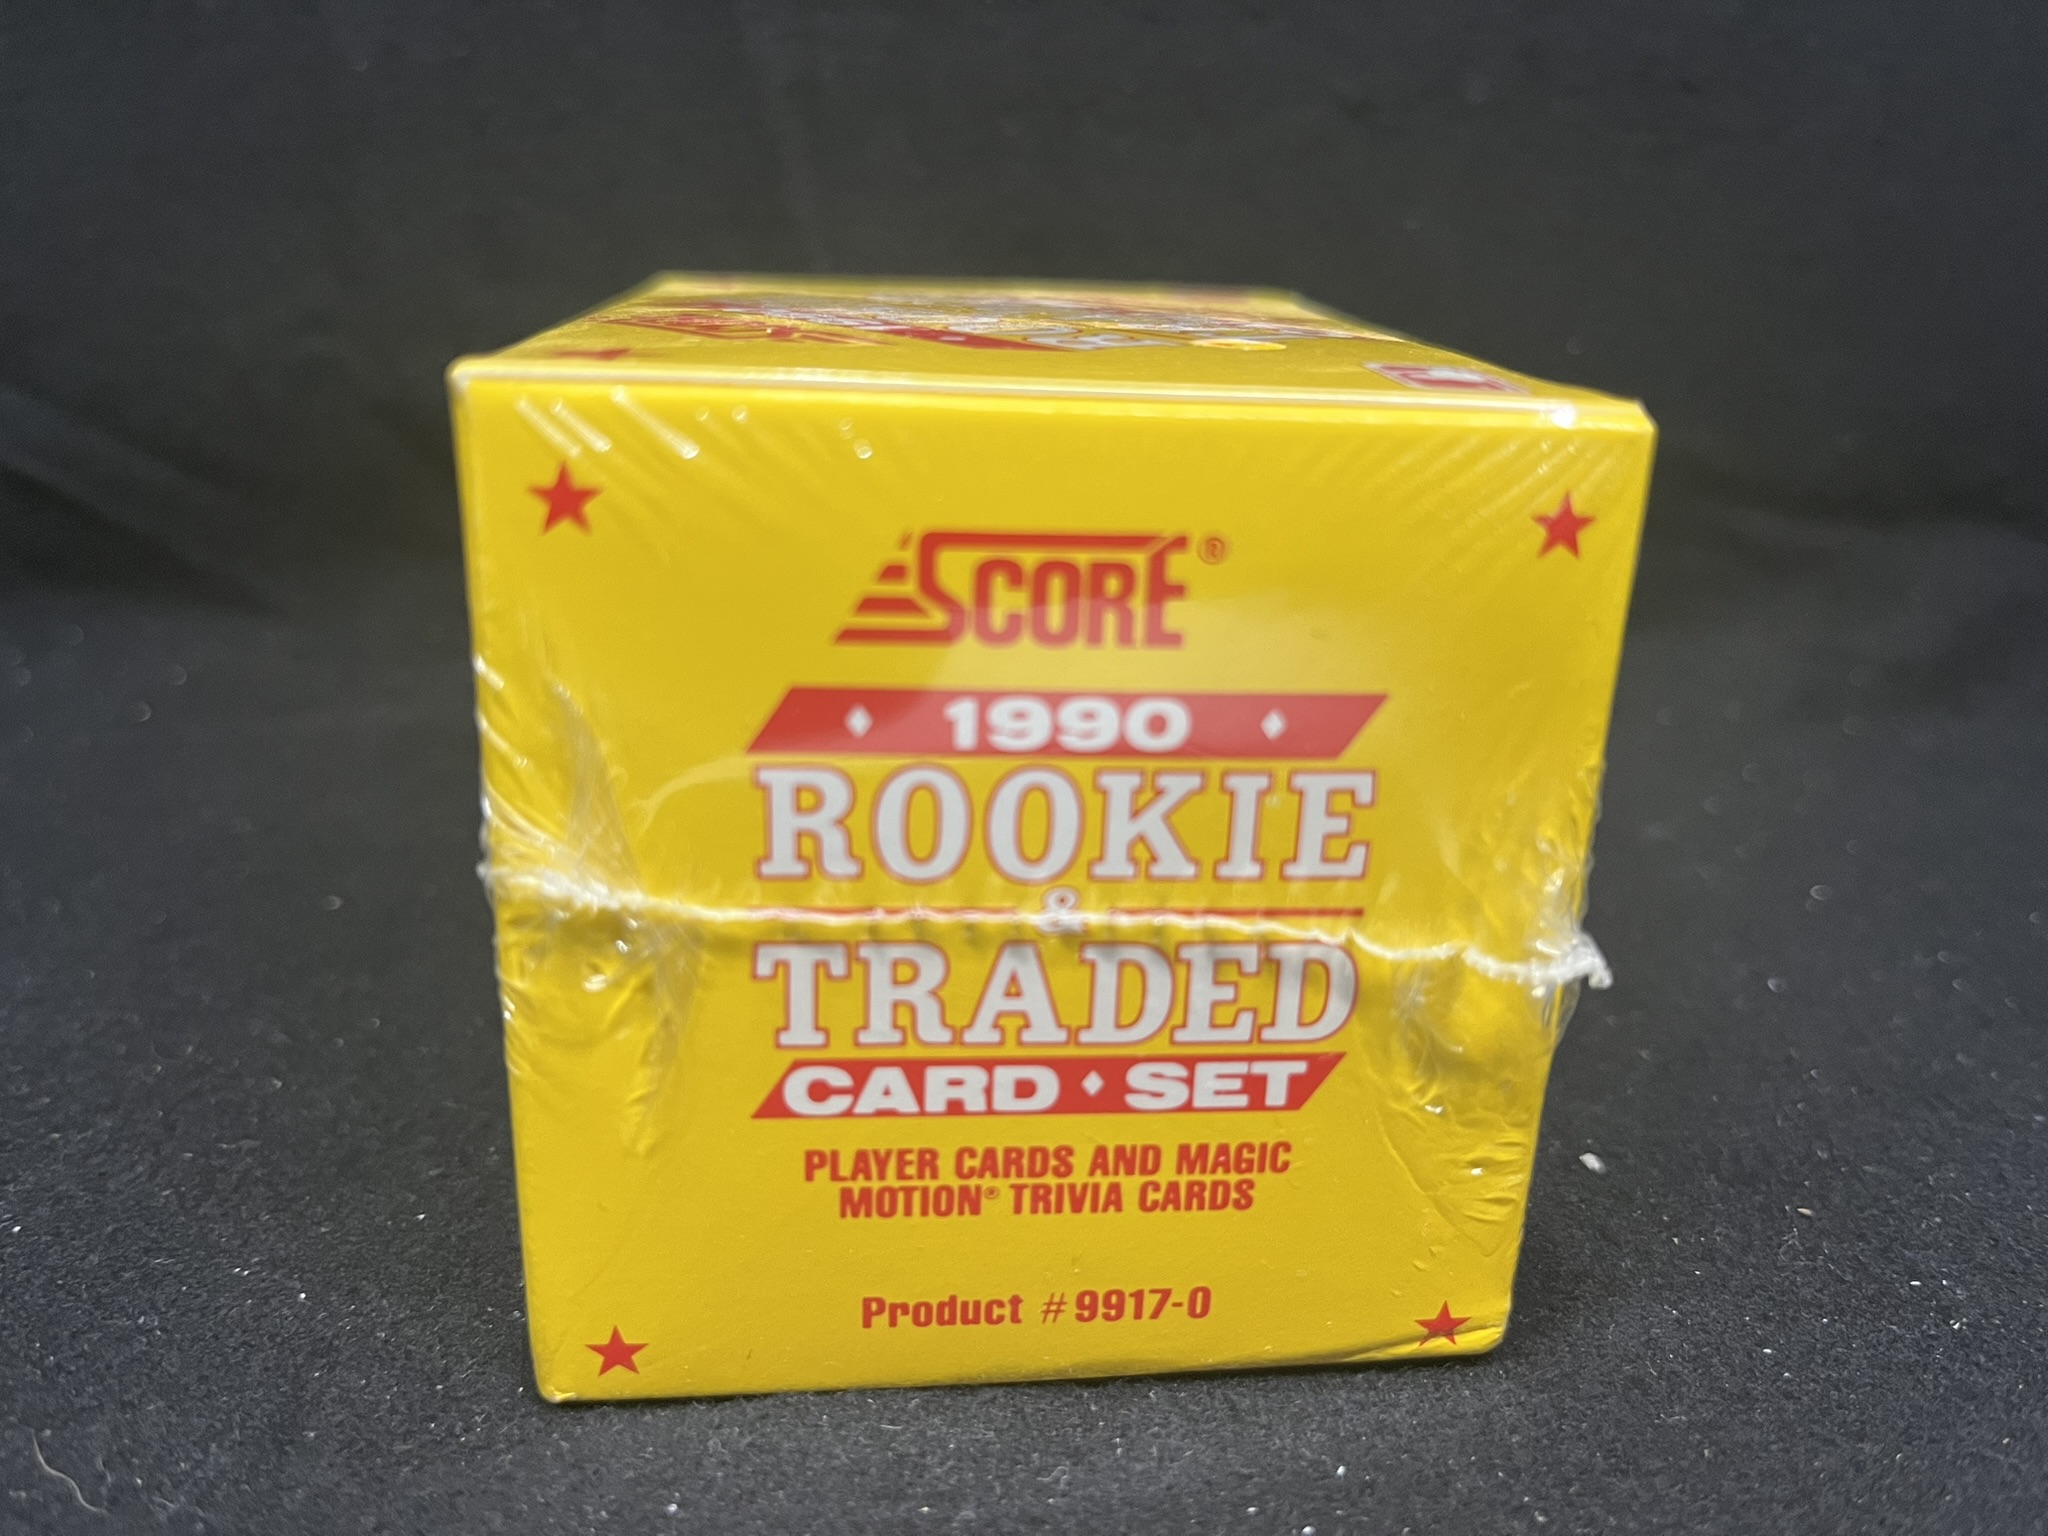 SCORE®
1990
ROOKIE
&
TRADED
CARD SET
PLAYER CARDS AND MAGIC
MOTION® TRIVIA CARDS
Product #9917-0